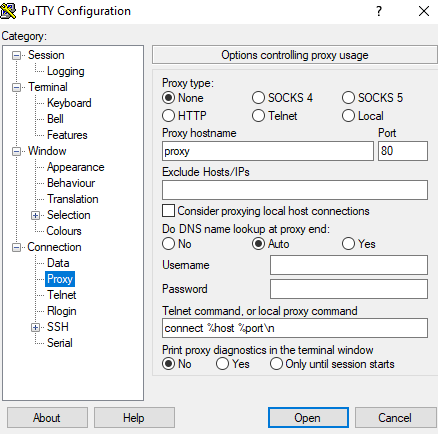 PuTTY Configuration
?
Category:
Session
Logging
Terminal
Keyboard
Bell
Features
Window
Appearance
Behaviour
Translation
Selection
Colours
Connection
Data
Proxy
Telnet
Rlogin
SSH
Serial
Options controlling proxy usage
Proxy type:
None SOCKS 4 SOCKS 5
HTTP Telnet Local
Proxy hostname Port
proxy 80
Exclude Hosts/IPs
Consider proxying local host connections
Do DNS name lookup at proxy end:
No Auto Yes
Username
Password
Telnet command, or local proxy command
connect %host %port\n
Print proxy diagnostics in the terminal window
No Yes Only until session starts
About Help Open Cancel